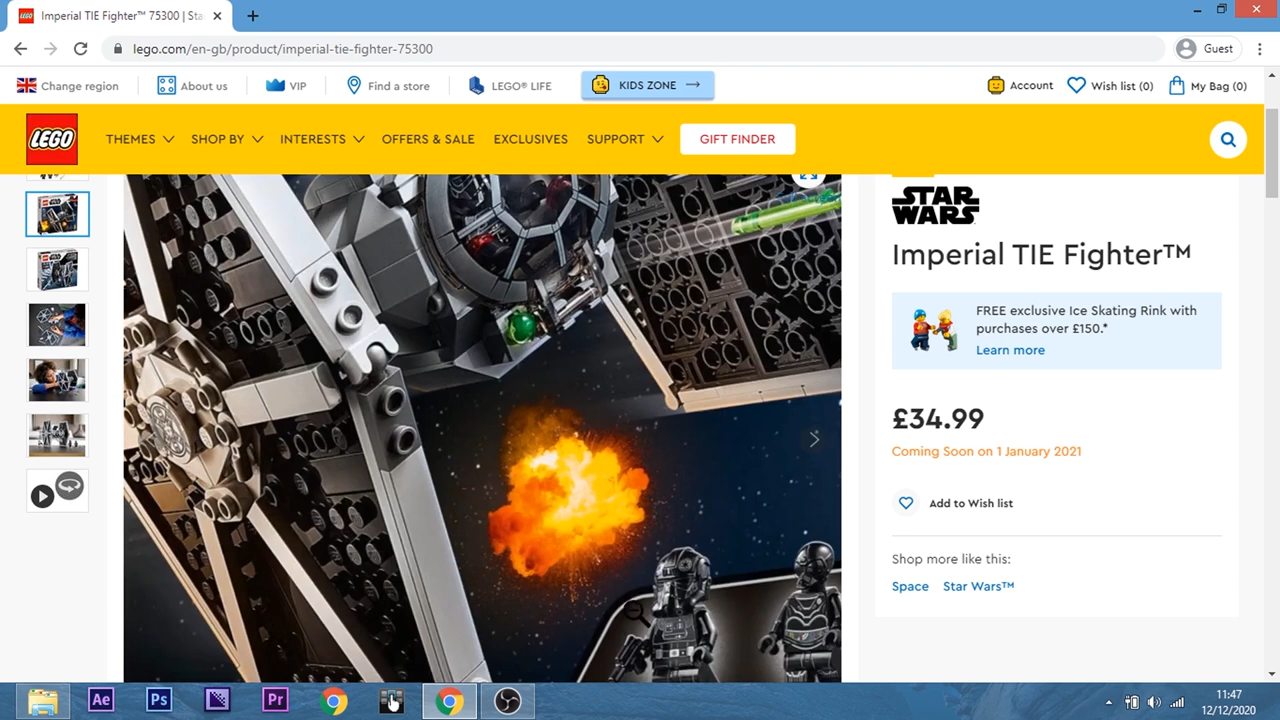 Imperial TIE Fighter™ 75300 | Sta
lego.com/en-gb/product/imperial-tie-fighter-75300
Guest
Change region
About us
VIP
Find a store
LEGO® LIFE
KIDS ZONE
Account
Wish list (0)
My Bag (0)
LEGO
THEMES
SHOP BY
INTERESTS
OFFERS & SALE
EXCLUSIVES
SUPPORT
GIFT FINDER
STAR
WARS
Imperial TIE Fighter™
FREE exclusive Ice Skating Rink with
purchases over £150.*
Learn more
£34.99
Coming Soon on 1 January 2021
Add to Wish list
Shop more like this:
Space Star Wars™
Ae
Ps
Pr
11:47
12/12/2020